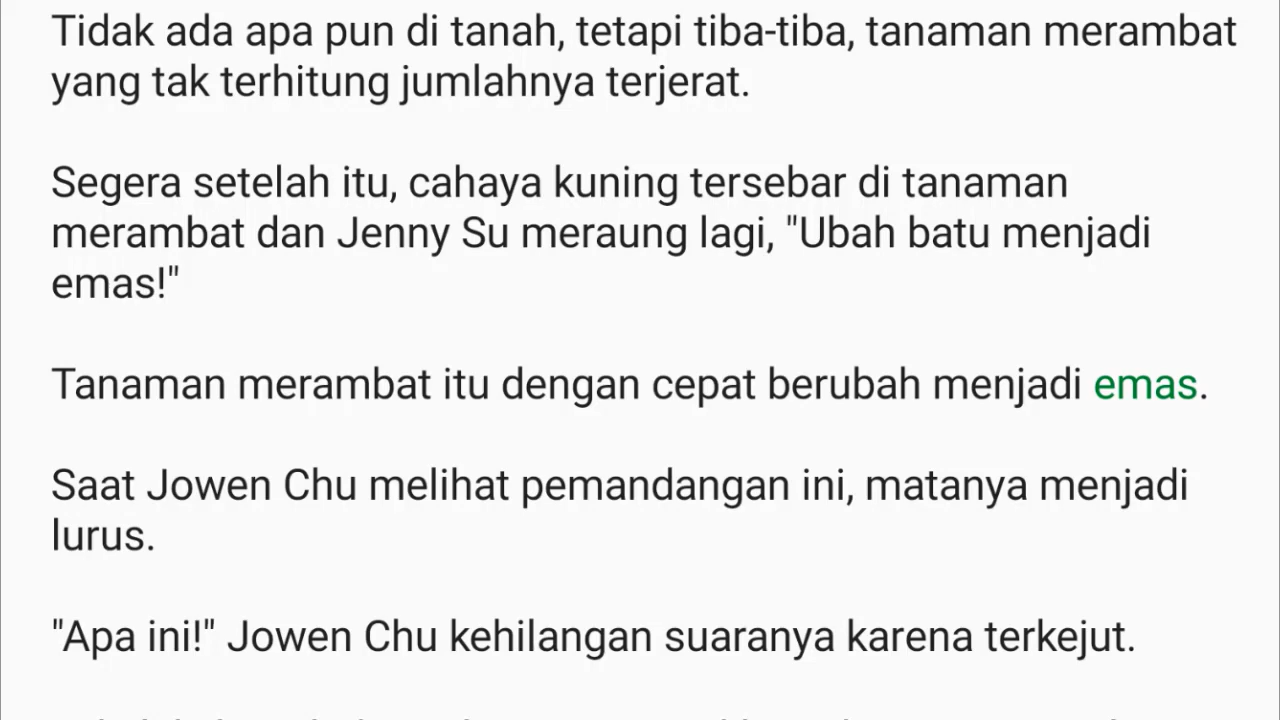 Tidak ada apa pun di tanah, tetapi tiba-tiba, tanaman merambat
yang tak terhitung jumlahnya terjerat.
Segera setelah itu, cahaya kuning tersebar di tanaman
merambat dan Jenny Su meraung lagi, "Ubah batu menjadi
emas!"
Tanaman merambat itu dengan cepat berubah menjadi emas.
Saat Jowen Chu melihat pemandangan ini, matanya menjadi
lurus.
"Apa ini!" Jowen Chu kehilangan suaranya karena terkejut.